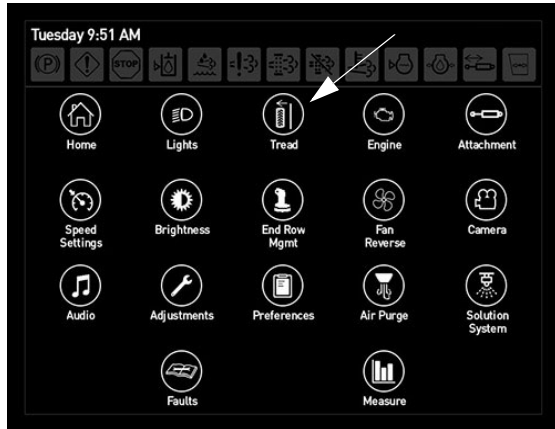 Tuesday 9:51 AM
(P) STOP
Home Lights Tread Engine Attachment
Speed Settings Brightness End Row Mgmt Fan Reverse Camera
Audio Adjustments Preferences Air Purge Solution System
Faults Measure